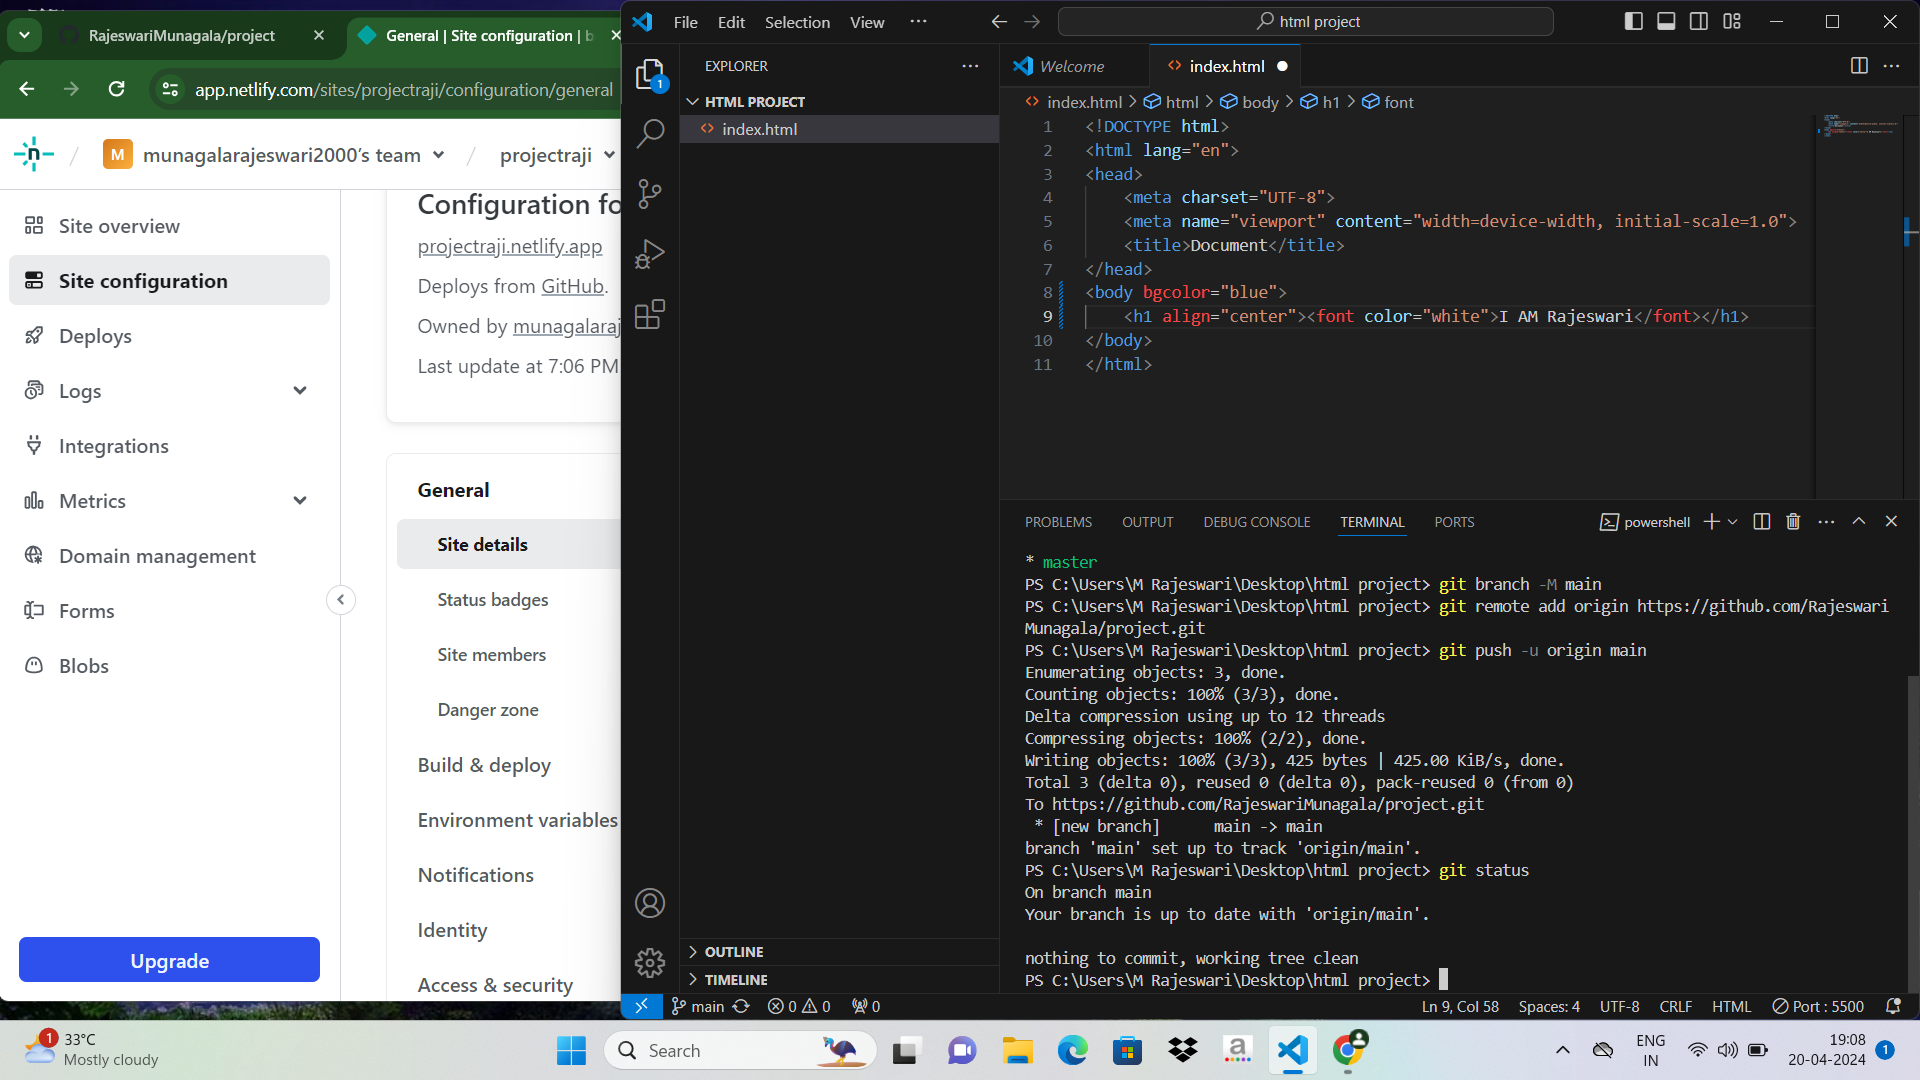 RajeswariMunagala/project
General | Site configuration | b
app.netlify.com/sites/projectraji/configuration/general
M munagalarajeswari2000's team / projectraji
Site overview
Site configuration
Deploys
Logs
Integrations
Metrics
Domain management
Forms
Blobs
Upgrade
Configuration fo
projectraji.netlify.app
Deploys from GitHub.
Owned by munagalaraj
Last update at 7:06 PM
General
Site details
Status badges
Site members
Danger zone
Build & deploy
Environment variables
Notifications
Identity
Access & security
File Edit Selection View ···
html project
EXPLORER
1
HTML PROJECT
index.html
OUTLINE
TIMELINE
Welcome
index.html
index.html > html > body > h1 > font
1 <!DOCTYPE html>
2 <html lang="en">
3 <head>
4 <meta charset="UTF-8">
5 <meta name="viewport" content="width=device-width, initial-scale=1.0">
6 <title>Document</title>
7 </head>
8 <body bgcolor="blue">
9 <h1 align="center"><font color="white">I AM Rajeswari</font></h1>
10 </body>
11 </html>
PROBLEMS OUTPUT DEBUG CONSOLE TERMINAL PORTS
powershell
* master
PS C:\Users\M Rajeswari\Desktop\html project> git branch -M main
PS C:\Users\M Rajeswari\Desktop\html project> git remote add origin https://github.com/Rajeswari
Munagala/project.git
PS C:\Users\M Rajeswari\Desktop\html project> git push -u origin main
Enumerating objects: 3, done.
Counting objects: 100% (3/3), done.
Delta compression using up to 12 threads
Compressing objects: 100% (2/2), done.
Writing objects: 100% (3/3), 425 bytes | 425.00 KiB/s, done.
Total 3 (delta 0), reused 0 (delta 0), pack-reused 0 (from 0)
To https://github.com/RajeswariMunagala/project.git
* [new branch] main -> main
branch 'main' set up to track 'origin/main'.
PS C:\Users\M Rajeswari\Desktop\html project> git status
On branch main
Your branch is up to date with 'origin/main'.
nothing to commit, working tree clean
PS C:\Users\M Rajeswari\Desktop\html project>
main 0 0 0
Ln 9, Col 58 Spaces: 4 UTF-8 CRLF HTML Port : 5500
1
33°C
Mostly cloudy
Search
a
ENG
IN
19:08
20-04-2024
1